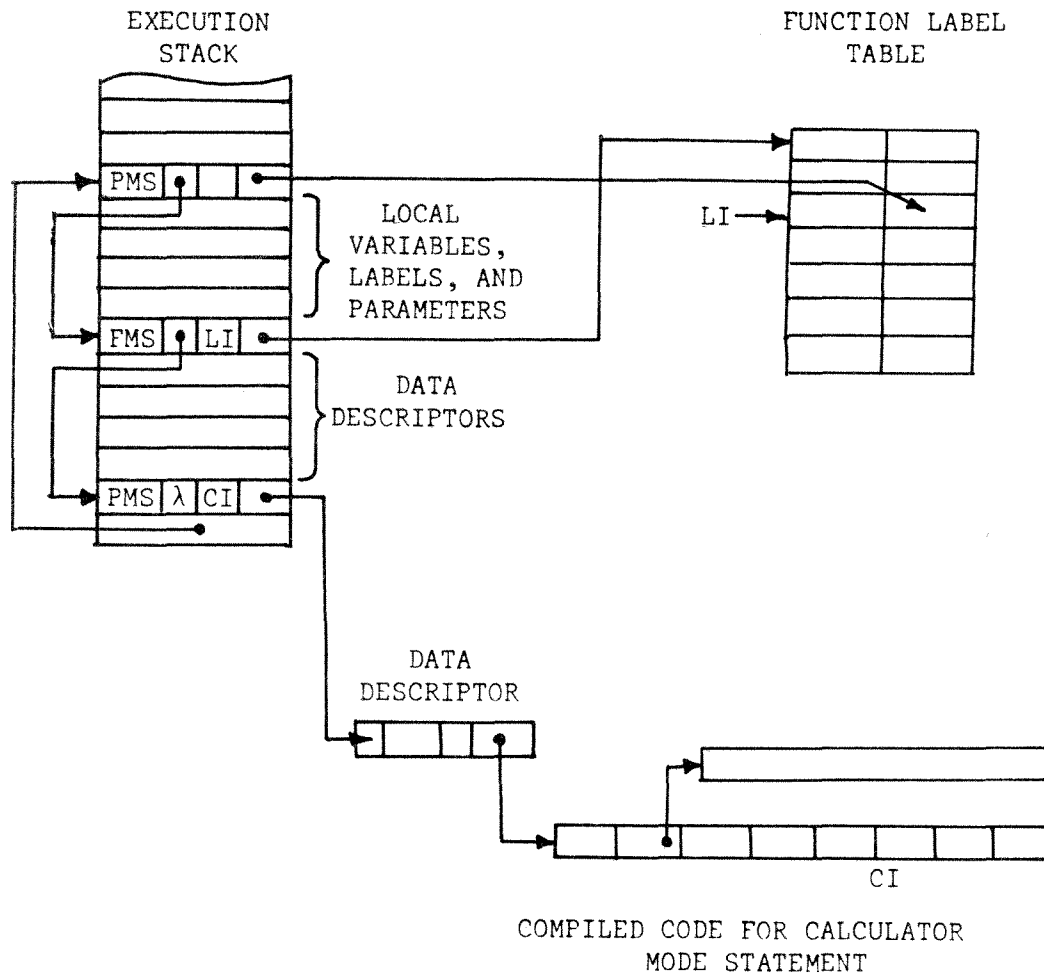 EXECUTION
STACK
FUNCTION LABEL
TABLE
PMS
LOCAL
VARIABLES,
LABELS, AND
PARAMETERS
LI
FMS LI
DATA
DESCRIPTORS
PMS λ CI
DATA
DESCRIPTOR
CI
COMPILED CODE FOR CALCULATOR
MODE STATEMENT